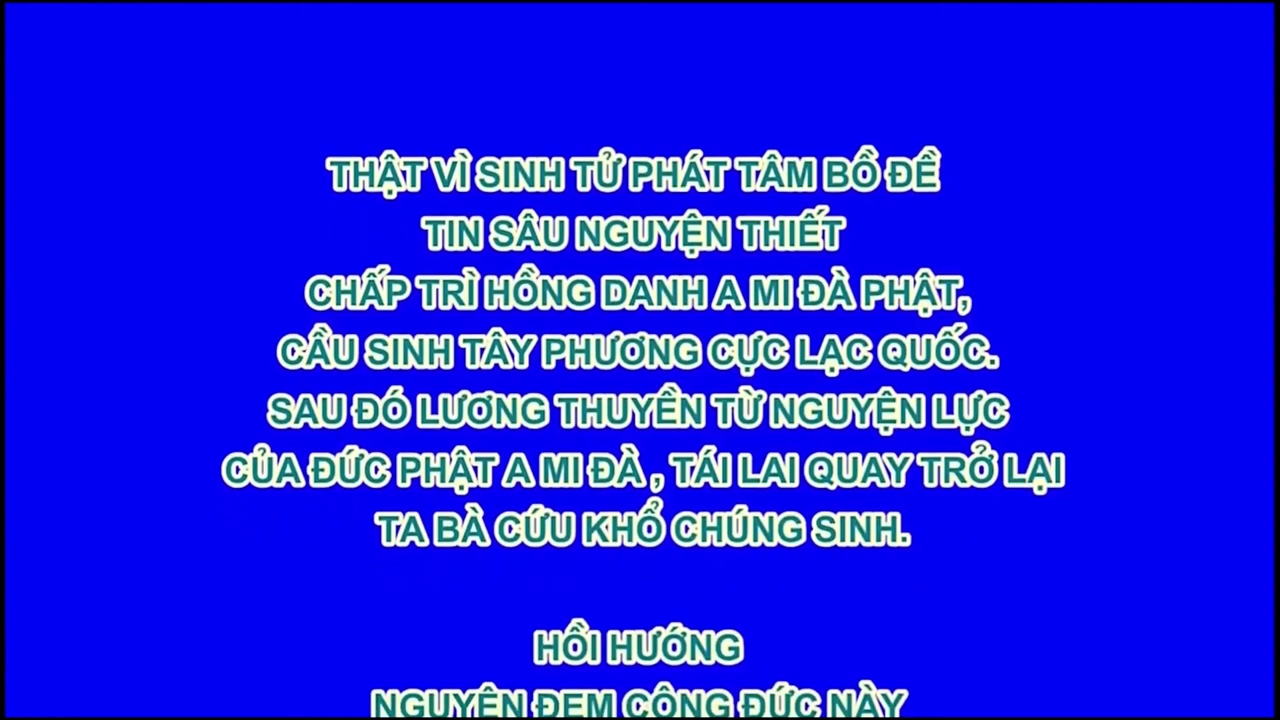 THẬT VÌ SINH TỬ PHÁT TÂM BỒ ĐỀ
TIN SÂU NGUYỆN THIẾT
CHẤP TRÌ HỒNG DANH A MI ĐÀ PHẬT,
CẦU SINH TÂY PHƯƠNG CỰC LẠC QUỐC.
SAU ĐÓ LƯƠNG THUYỀN TỪ NGUYỆN LỰC
CỦA ĐỨC PHẬT A MI ĐÀ , TÁI LAI QUAY TRỞ LẠI
TA BÀ CỨU KHỔ CHÚNG SINH.
HỒI HƯỚNG
NGUYỆN ĐEM CÔNG ĐỨC NÀY